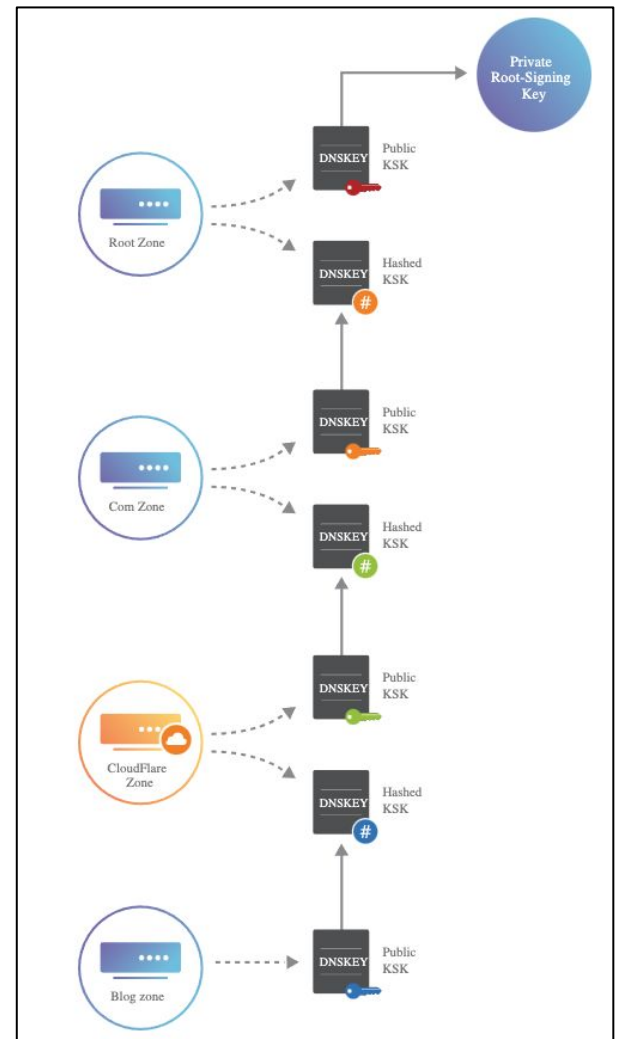 Private
Root-Signing
Key
DNSKEY
Public
KSK
Root Zone
DNSKEY
Hashed
KSK
#
DNSKEY
Public
KSK
Com Zone
DNSKEY
Hashed
KSK
#
DNSKEY
Public
KSK
CloudFlare
Zone
DNSKEY
Hashed
KSK
#
DNSKEY
Public
KSK
Blog zone